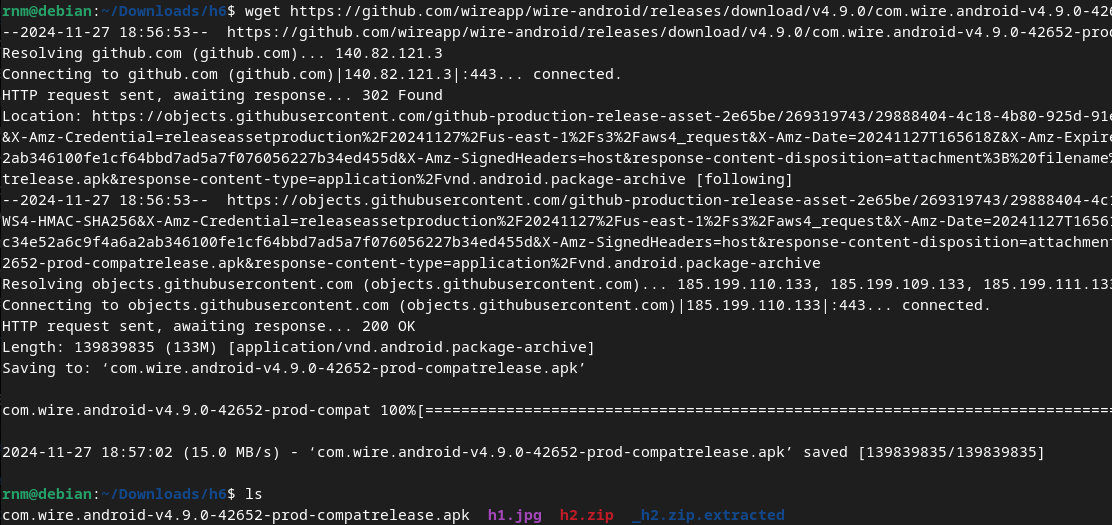 rnm@debian:~/Downloads/h6$ wget https://github.com/wireapp/wire-android/releases/download/v4.9.0/com.wire.android-v4.9.0-426
--2024-11-27 18:56:53--  https://github.com/wireapp/wire-android/releases/download/v4.9.0/com.wire.android-v4.9.0-42652-prod
Resolving github.com (github.com)... 140.82.121.3
Connecting to github.com (github.com)|140.82.121.3|:443... connected.
HTTP request sent, awaiting response... 302 Found
Location: https://objects.githubusercontent.com/github-production-release-asset-2e65be/269319743/29888404-4c18-4b80-925d-91e
&X-Amz-Credential=releaseassetproduction%2F20241127%2Fus-east-1%2Fs3%2Faws4_request&X-Amz-Date=20241127T165618Z&X-Amz-Expire
2ab346100fe1cf64bbd7ad5a7f076056227b34ed455d&X-Amz-SignedHeaders=host&response-content-disposition=attachment%3B%20filename%
trelease.apk&response-content-type=application%2Fvnd.android.package-archive [following]
--2024-11-27 18:56:53--  https://objects.githubusercontent.com/github-production-release-asset-2e65be/269319743/29888404-4c1
WS4-HMAC-SHA256&X-Amz-Credential=releaseassetproduction%2F20241127%2Fus-east-1%2Fs3%2Faws4_request&X-Amz-Date=20241127T16561
c34e52a6c9f4a6a2ab346100fe1cf64bbd7ad5a7f076056227b34ed455d&X-Amz-SignedHeaders=host&response-content-disposition=attachment
2652-prod-compatrelease.apk&response-content-type=application%2Fvnd.android.package-archive
Resolving objects.githubusercontent.com (objects.githubusercontent.com)... 185.199.110.133, 185.199.109.133, 185.199.111.133
Connecting to objects.githubusercontent.com (objects.githubusercontent.com)|185.199.110.133|:443... connected.
HTTP request sent, awaiting response... 200 OK
Length: 139839835 (133M) [application/vnd.android.package-archive]
Saving to: ‘com.wire.android-v4.9.0-42652-prod-compatrelease.apk’
com.wire.android-v4.9.0-42652-prod-compat 100%[=============================================================================
2024-11-27 18:57:02 (15.0 MB/s) - ‘com.wire.android-v4.9.0-42652-prod-compatrelease.apk’ saved [139839835/139839835]
rnm@debian:~/Downloads/h6$ ls
com.wire.android-v4.9.0-42652-prod-compatrelease.apk  h1.jpg  h2.zip  _h2.zip.extracted